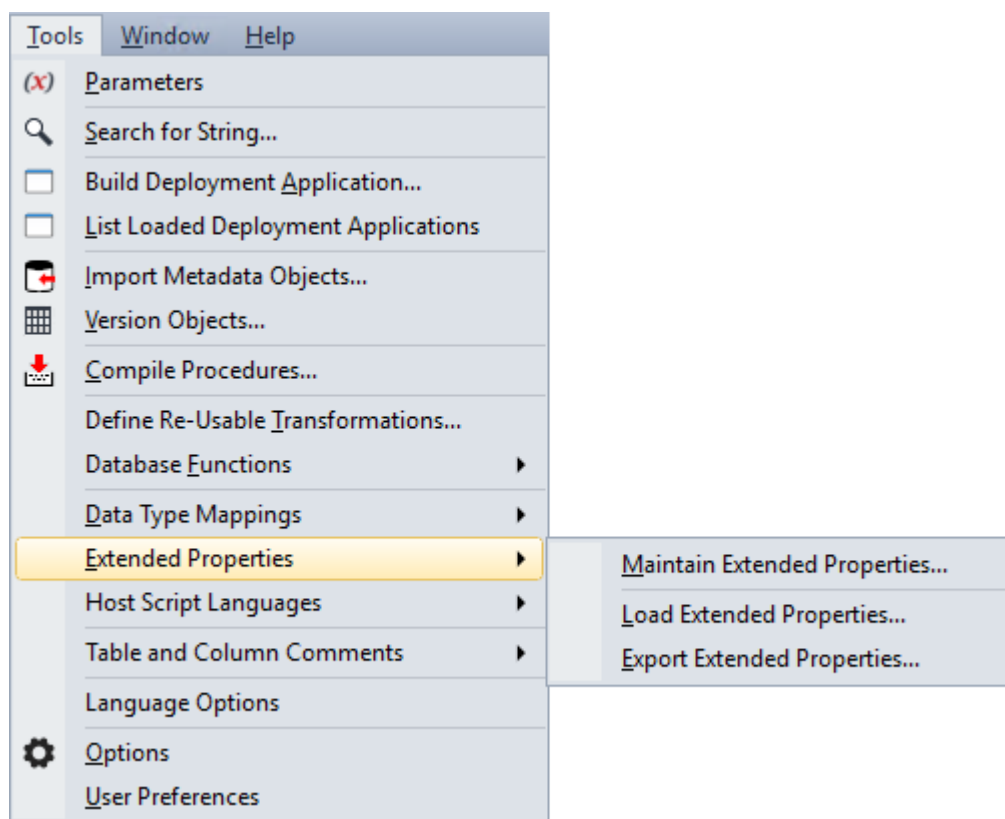 Tools Window Help
(x) Parameters
Search for String...
Build Deployment Application...
List Loaded Deployment Applications
Import Metadata Objects...
Version Objects...
Compile Procedures...
Define Re-Usable Transformations...
Database Functions
Data Type Mappings
Extended Properties
Maintain Extended Properties...
Load Extended Properties...
Export Extended Properties...
Host Script Languages
Table and Column Comments
Language Options
Options
User Preferences